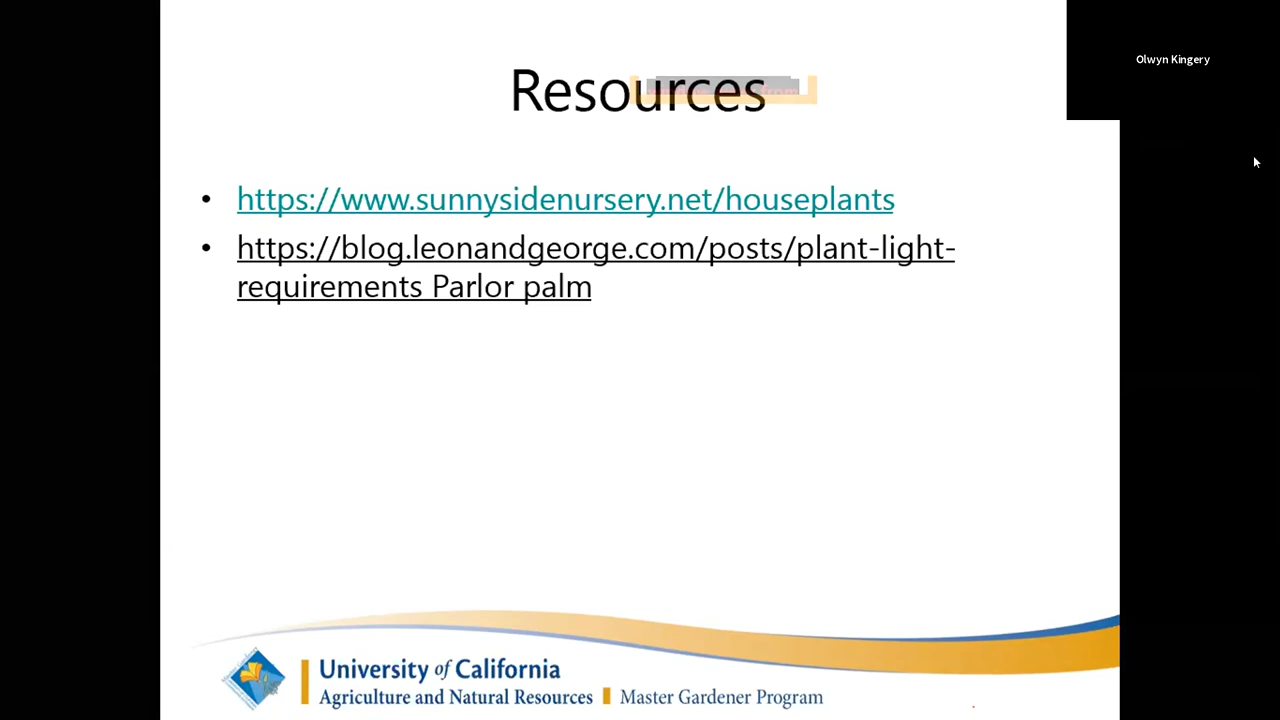 Resources
Olwyn Kingery
• https://www.sunnysidenursery.net/houseplants
• https://blog.leonandgeorge.com/posts/plant-light-
requirements Parlor palm
University of California
Agriculture and Natural Resources Master Gardener Program